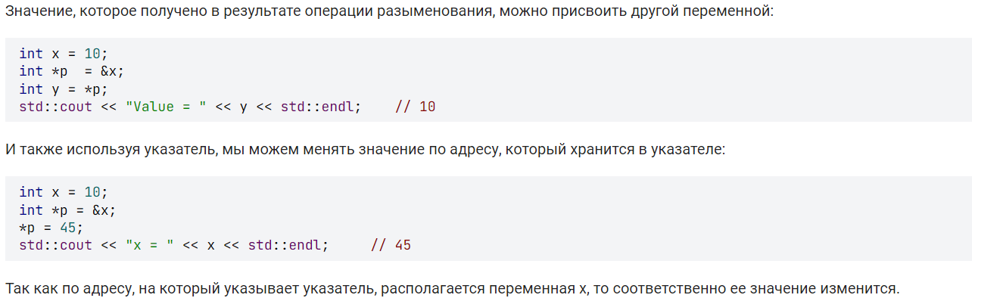 Значение, которое получено в результате операции разыменования, можно присвоить другой переменной:
int x = 10;
int *p  = &x;
int y = *p;
std::cout << "Value = " << y << std::endl;    // 10
И также используя указатель, мы можем менять значение по адресу, который хранится в указателе:
int x = 10;
int *p = &x;
*p = 45;
std::cout << "x = " << x << std::endl;     // 45
Так как по адресу, на который указывает указатель, располагается переменная x, то соответственно ее значение изменится.